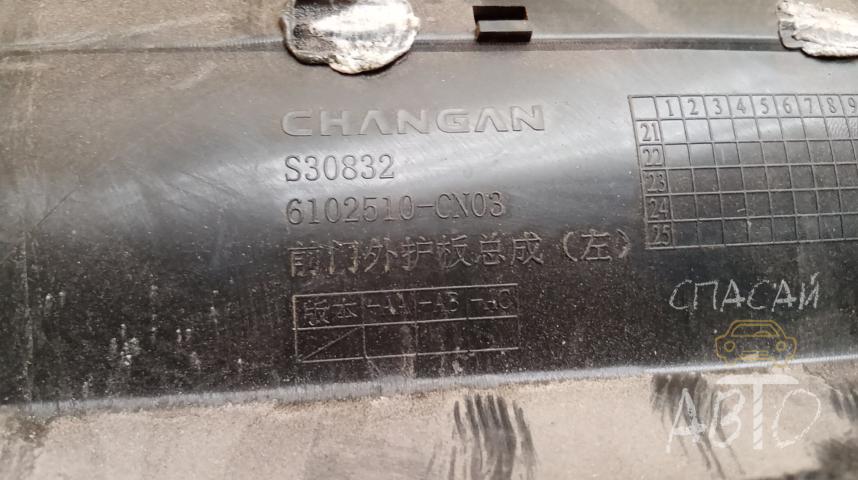 CHANGAN
1 2 3 4 5 6 7 8 9
21
22
23
24
25
S30832
6102510-CN03
前门外护板总成(左)
版本 -AA -AB -AC
СПАСАЙ
АВТО